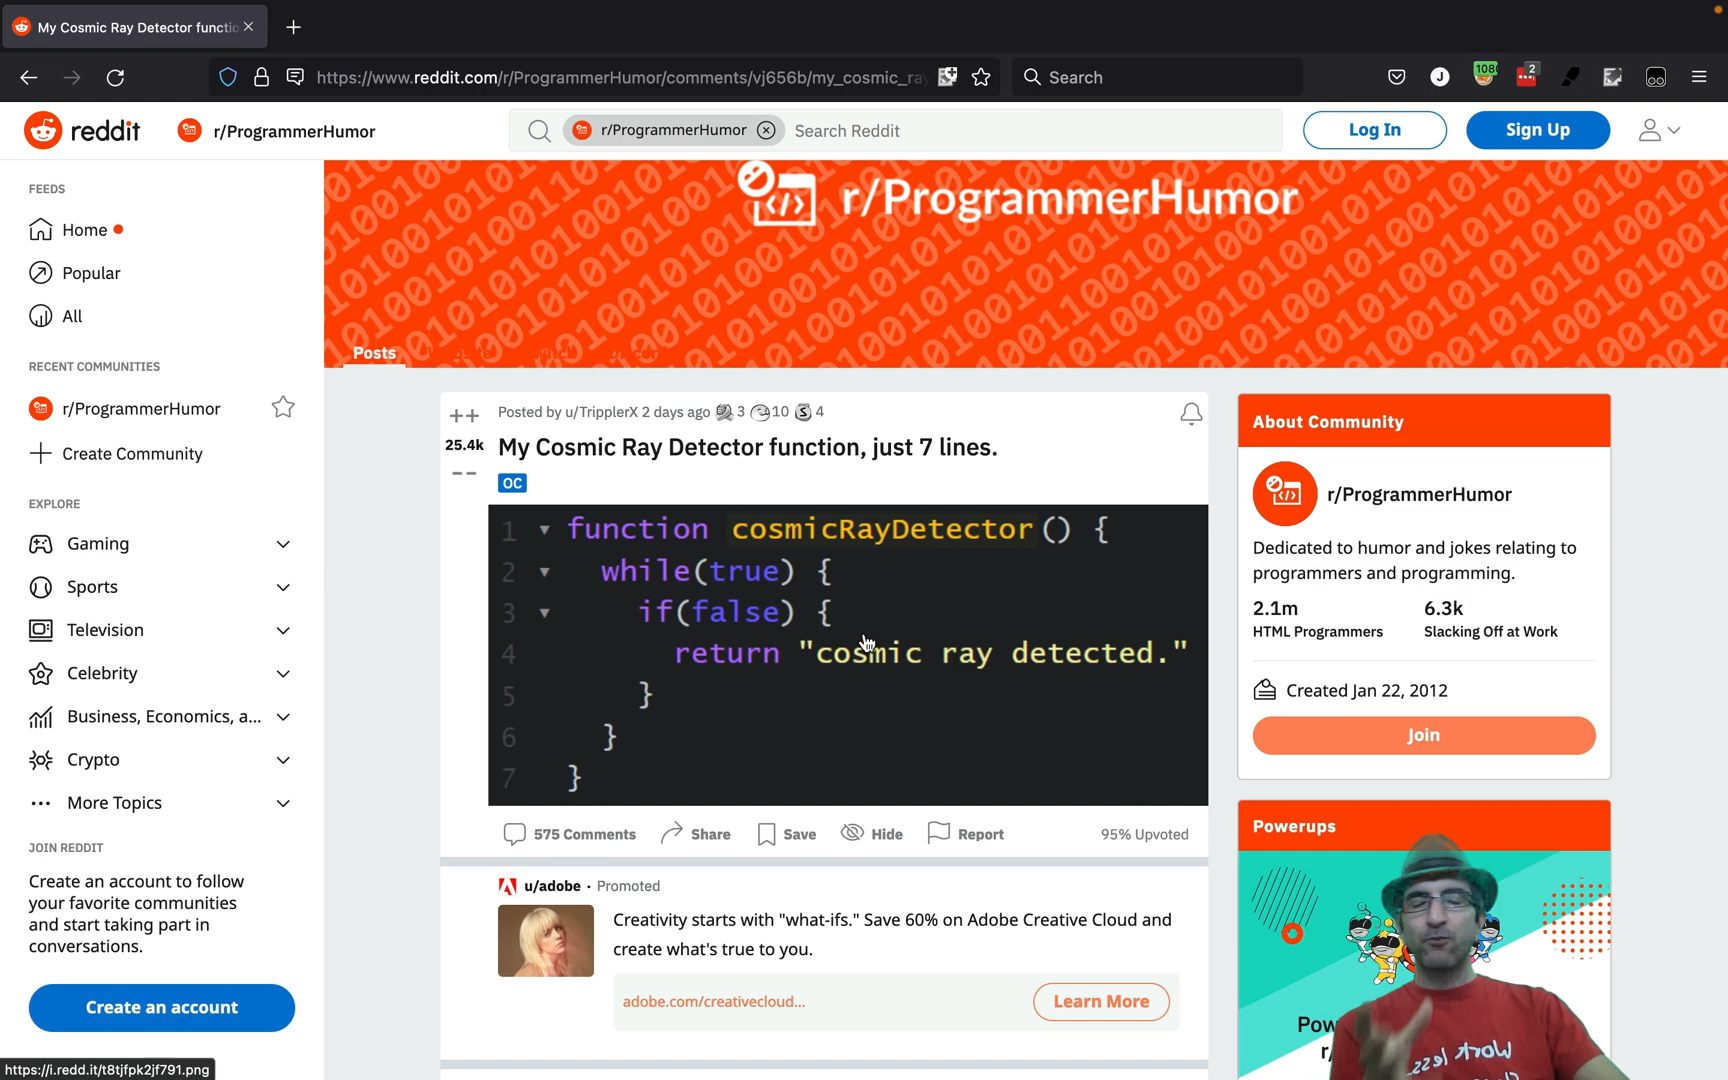 My Cosmic Ray Detector functio
https://www.reddit.com/r/ProgrammerHumor/comments/vj656b/my_cosmic_ra
Search
J
108
2
reddit
r/ProgrammerHumor
r/ProgrammerHumor
Search Reddit
Log In
Sign Up
FEEDS
Home
Popular
All
RECENT COMMUNITIES
r/ProgrammerHumor
Create Community
EXPLORE
Gaming
Sports
Television
Celebrity
Business, Economics, a...
Crypto
More Topics
JOIN REDDIT
Create an account to follow
your favorite communities
and start taking part in
conversations.
Create an account
https://i.redd.it/t8tjfpk2jf791.png
r/ProgrammerHumor
Posts
++
25.4k
--
Posted by u/TripplerX 2 days ago 3 10 4
My Cosmic Ray Detector function, just 7 lines.
OC
1 function cosmicRayDetector() {
2 while(true) {
3 if(false) {
4 return "cosmic ray detected."
5 }
6 }
7 }
575 Comments
Share
Save
Hide
Report
95% Upvoted
u/adobe · Promoted
Creativity starts with "what-ifs." Save 60% on Adobe Creative Cloud and
create what's true to you.
adobe.com/creativecloud...
Learn More
About Community
r/ProgrammerHumor
Dedicated to humor and jokes relating to
programmers and programming.
2.1m
HTML Programmers
6.3k
Slacking Off at Work
Created Jan 22, 2012
Join
Powerups